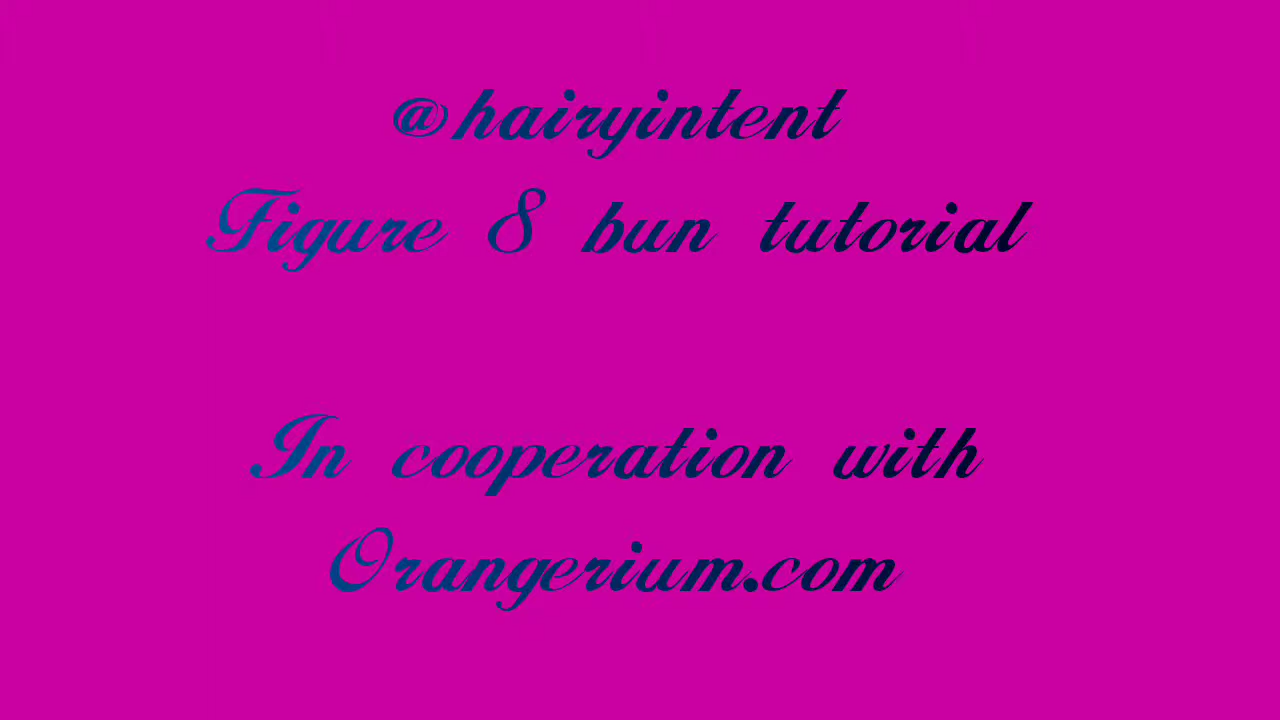 @hairyintent
Figure 8 bun tutorial
In cooperation with
Orangerium.com